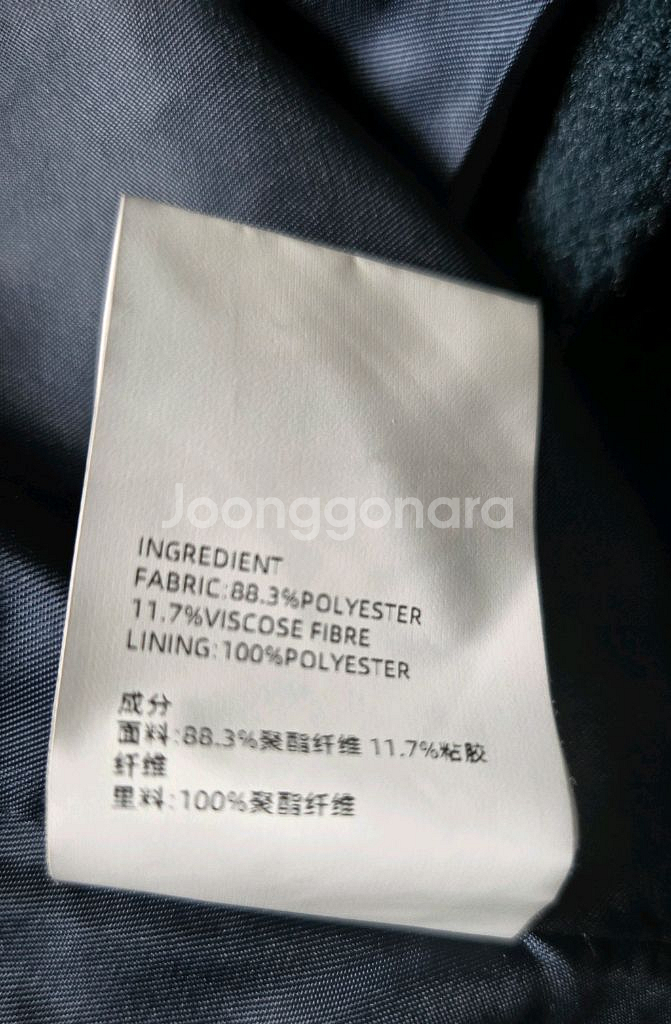 Joonggonara
INGREDIENT
FABRIC:88.3%POLYESTER
11.7%VISCOSE FIBRE
LINING:100%POLYESTER
成分
面料:88.3%聚酯纤维 11.7%粘胶
纤维
里料:100%聚酯纤维